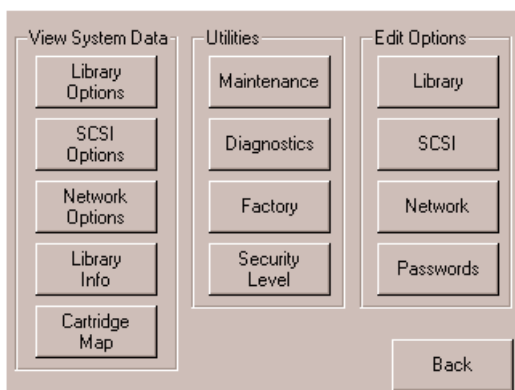 View System Data
Library
Options
SCSI
Options
Network
Options
Library
Info
Cartridge
Map
Utilities
Maintenance
Diagnostics
Factory
Security
Level
Edit Options
Library
SCSI
Network
Passwords
Back